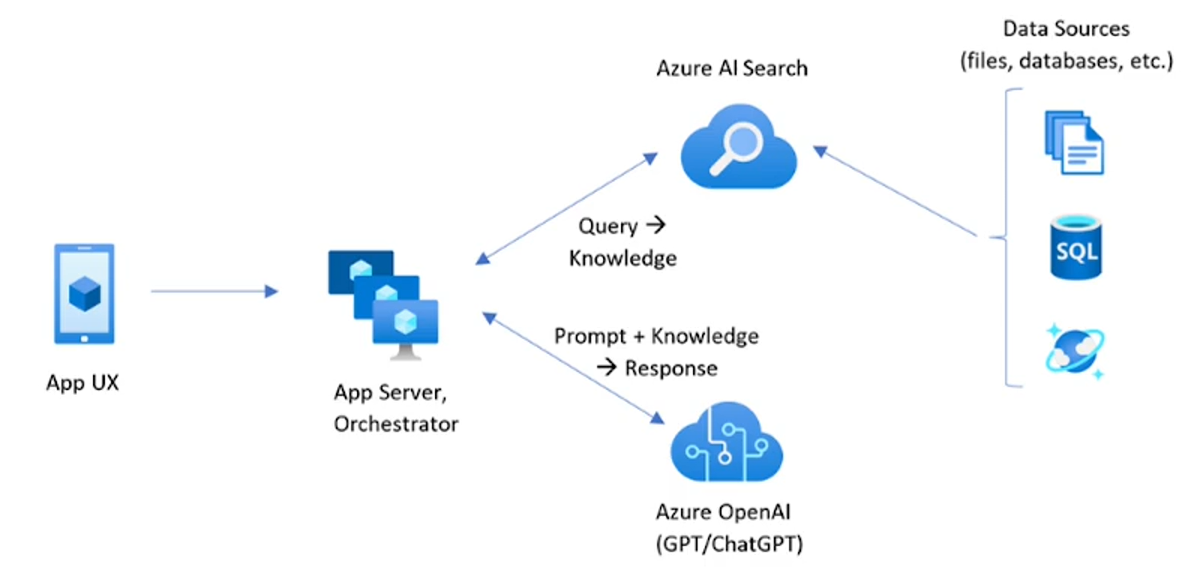 Data Sources
(files, databases, etc.)
Azure AI Search
SQL
Query →
Knowledge
Prompt + Knowledge
→ Response
App UX
App Server,
Orchestrator
Azure OpenAI
(GPT/ChatGPT)